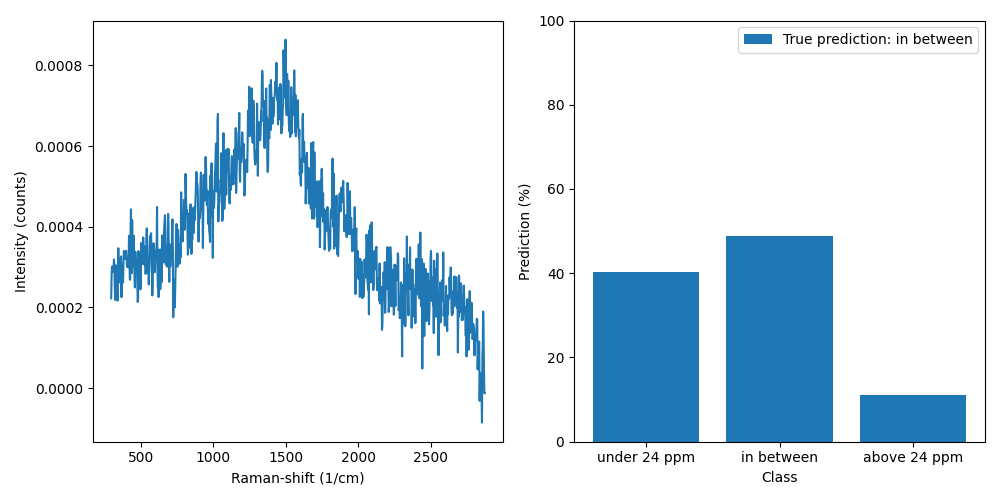 0.0008
0.0006
0.0004
0.0002
0.0000
Intensity (counts)
500 1000 1500 2000 2500
Raman-shift (1/cm)
100
80
60
40
20
0
Prediction (%)
True prediction: in between
under 24 ppm in between above 24 ppm
Class